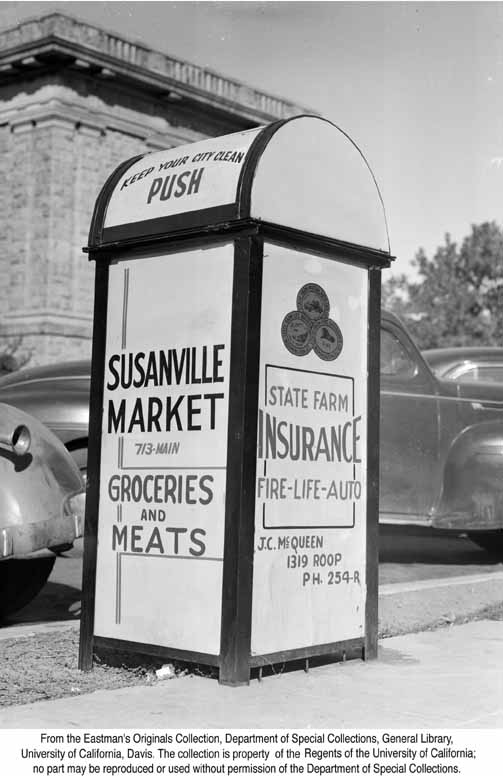 KEEP YOUR CITY CLEAN
PUSH
SUSANVILLE
MARKET
713-MAIN
GROCERIES
AND
MEATS
STATE FARM
INSURANCE
FIRE-LIFE-AUTO
J.C. McQUEEN
1319 ROOP
PH. 254-R
From the Eastman's Originals Collection, Department of Special Collections, General Library,
University of California, Davis. The collection is property of the Regents of the University of California;
no part may be reproduced or used without permission of the Department of Special Collections.